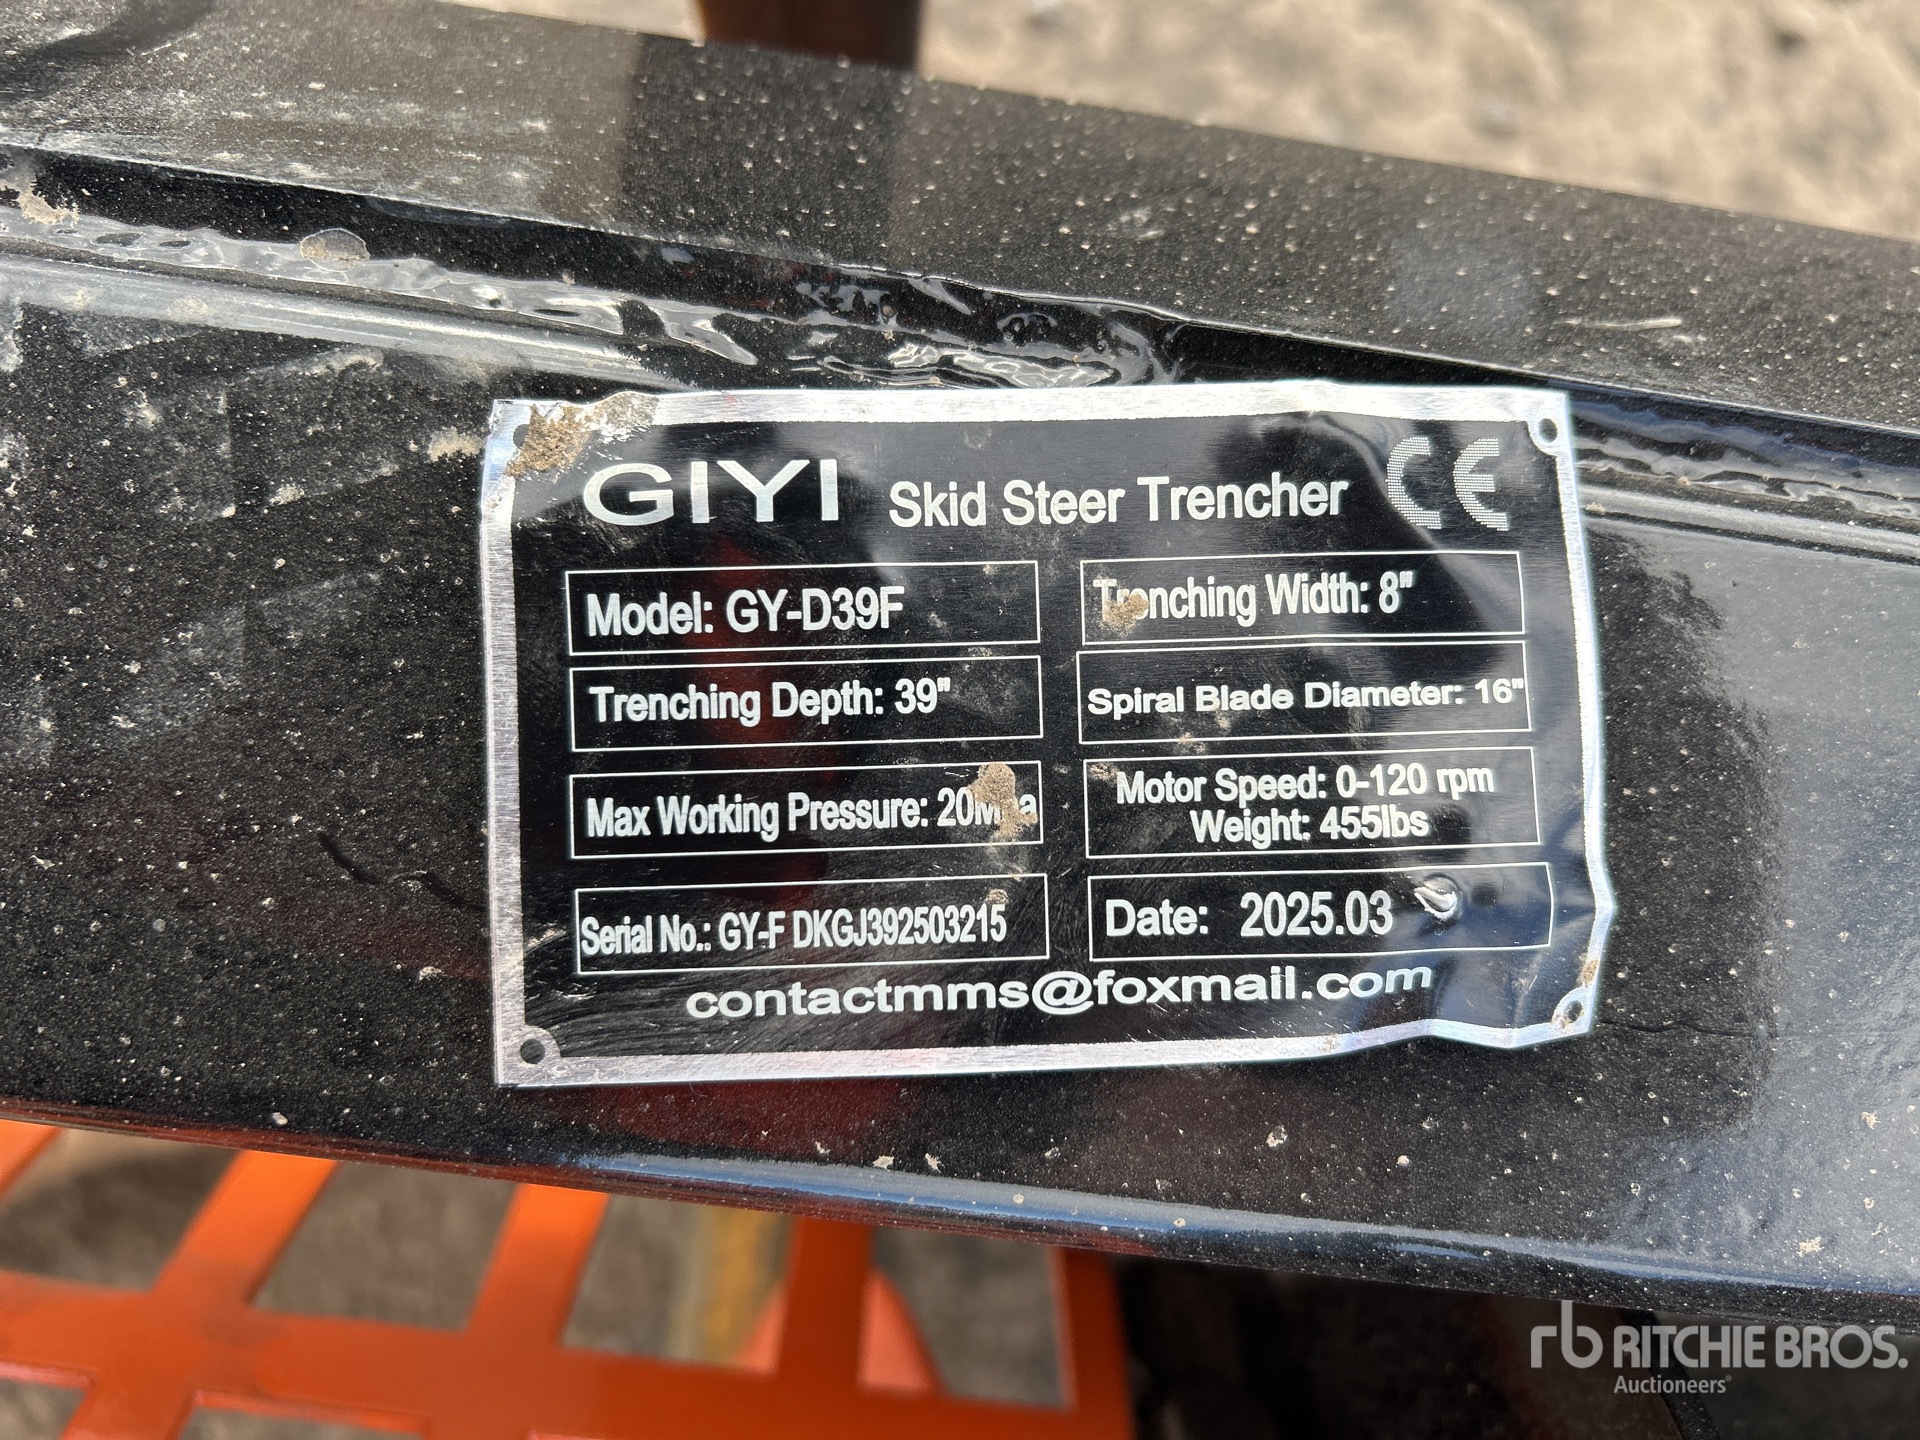 GIYI Skid Steer Trencher CE
Model: GY-D39F
Trenching Width: 8"
Trenching Depth: 39"
Spiral Blade Diameter: 16"
Max Working Pressure: 20MPa
Motor Speed: 0-120 rpm
Weight: 455lbs
Serial No.: GY-F DKGJ392503215
Date: 2025.03
contactmms@foxmail.com
rb RITCHIE BROS.
Auctioneers